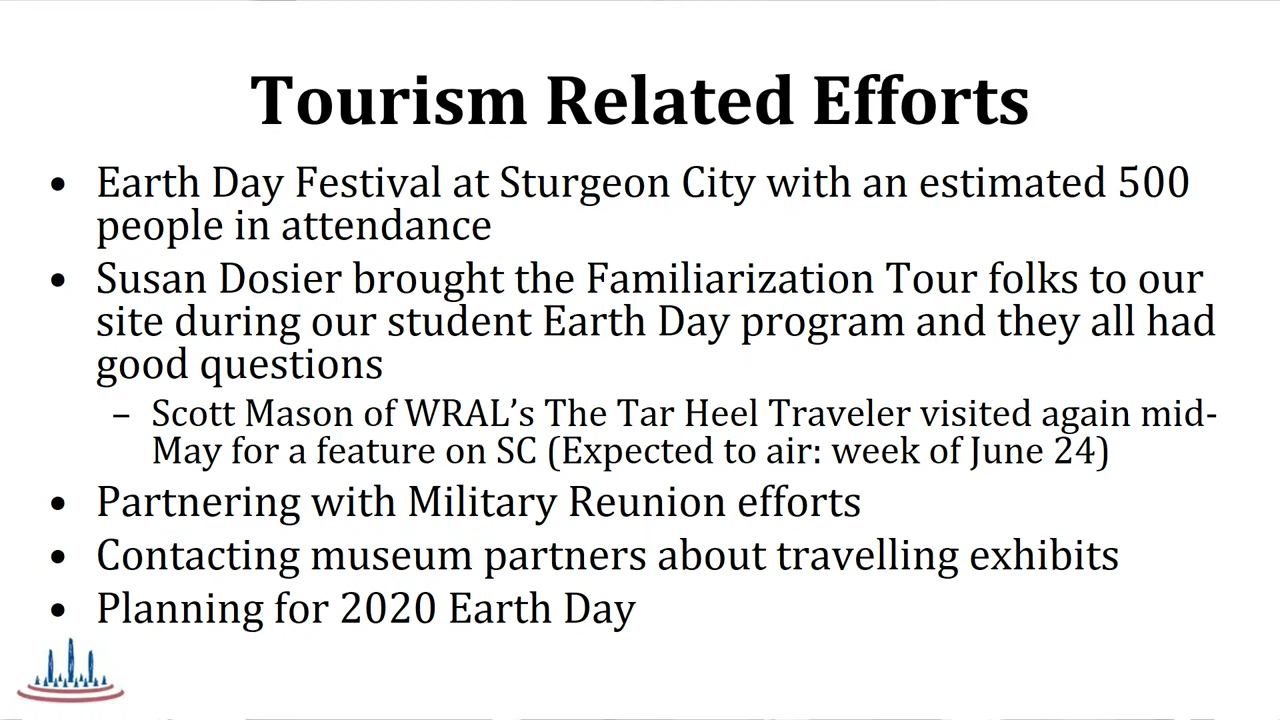 Tourism Related Efforts
• Earth Day Festival at Sturgeon City with an estimated 500
people in attendance
• Susan Dosier brought the Familiarization Tour folks to our
site during our student Earth Day program and they all had
good questions
– Scott Mason of WRAL’s The Tar Heel Traveler visited again mid-
May for a feature on SC (Expected to air: week of June 24)
• Partnering with Military Reunion efforts
• Contacting museum partners about travelling exhibits
• Planning for 2020 Earth Day